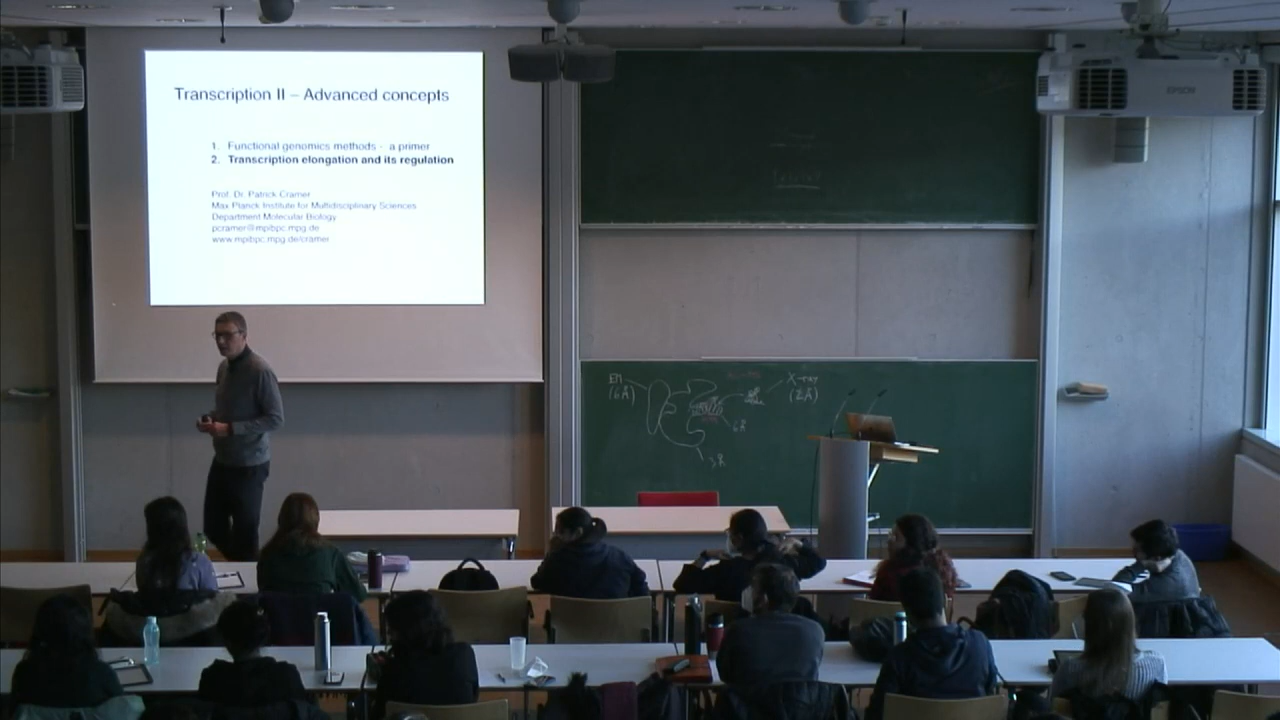 Transcription II – Advanced concepts
1. Functional genomics methods - a primer
2. Transcription elongation and its regulation
Prof. Dr. Patrick Cramer
Max Planck Institute for Multidisciplinary Sciences
Department Molecular Biology
pcramer@mpibpc.mpg.de
www.mpibpc.mpg.de/cramer
EPSON
EM
(6Å)
X-ray
(2Å)
6Å
3Å